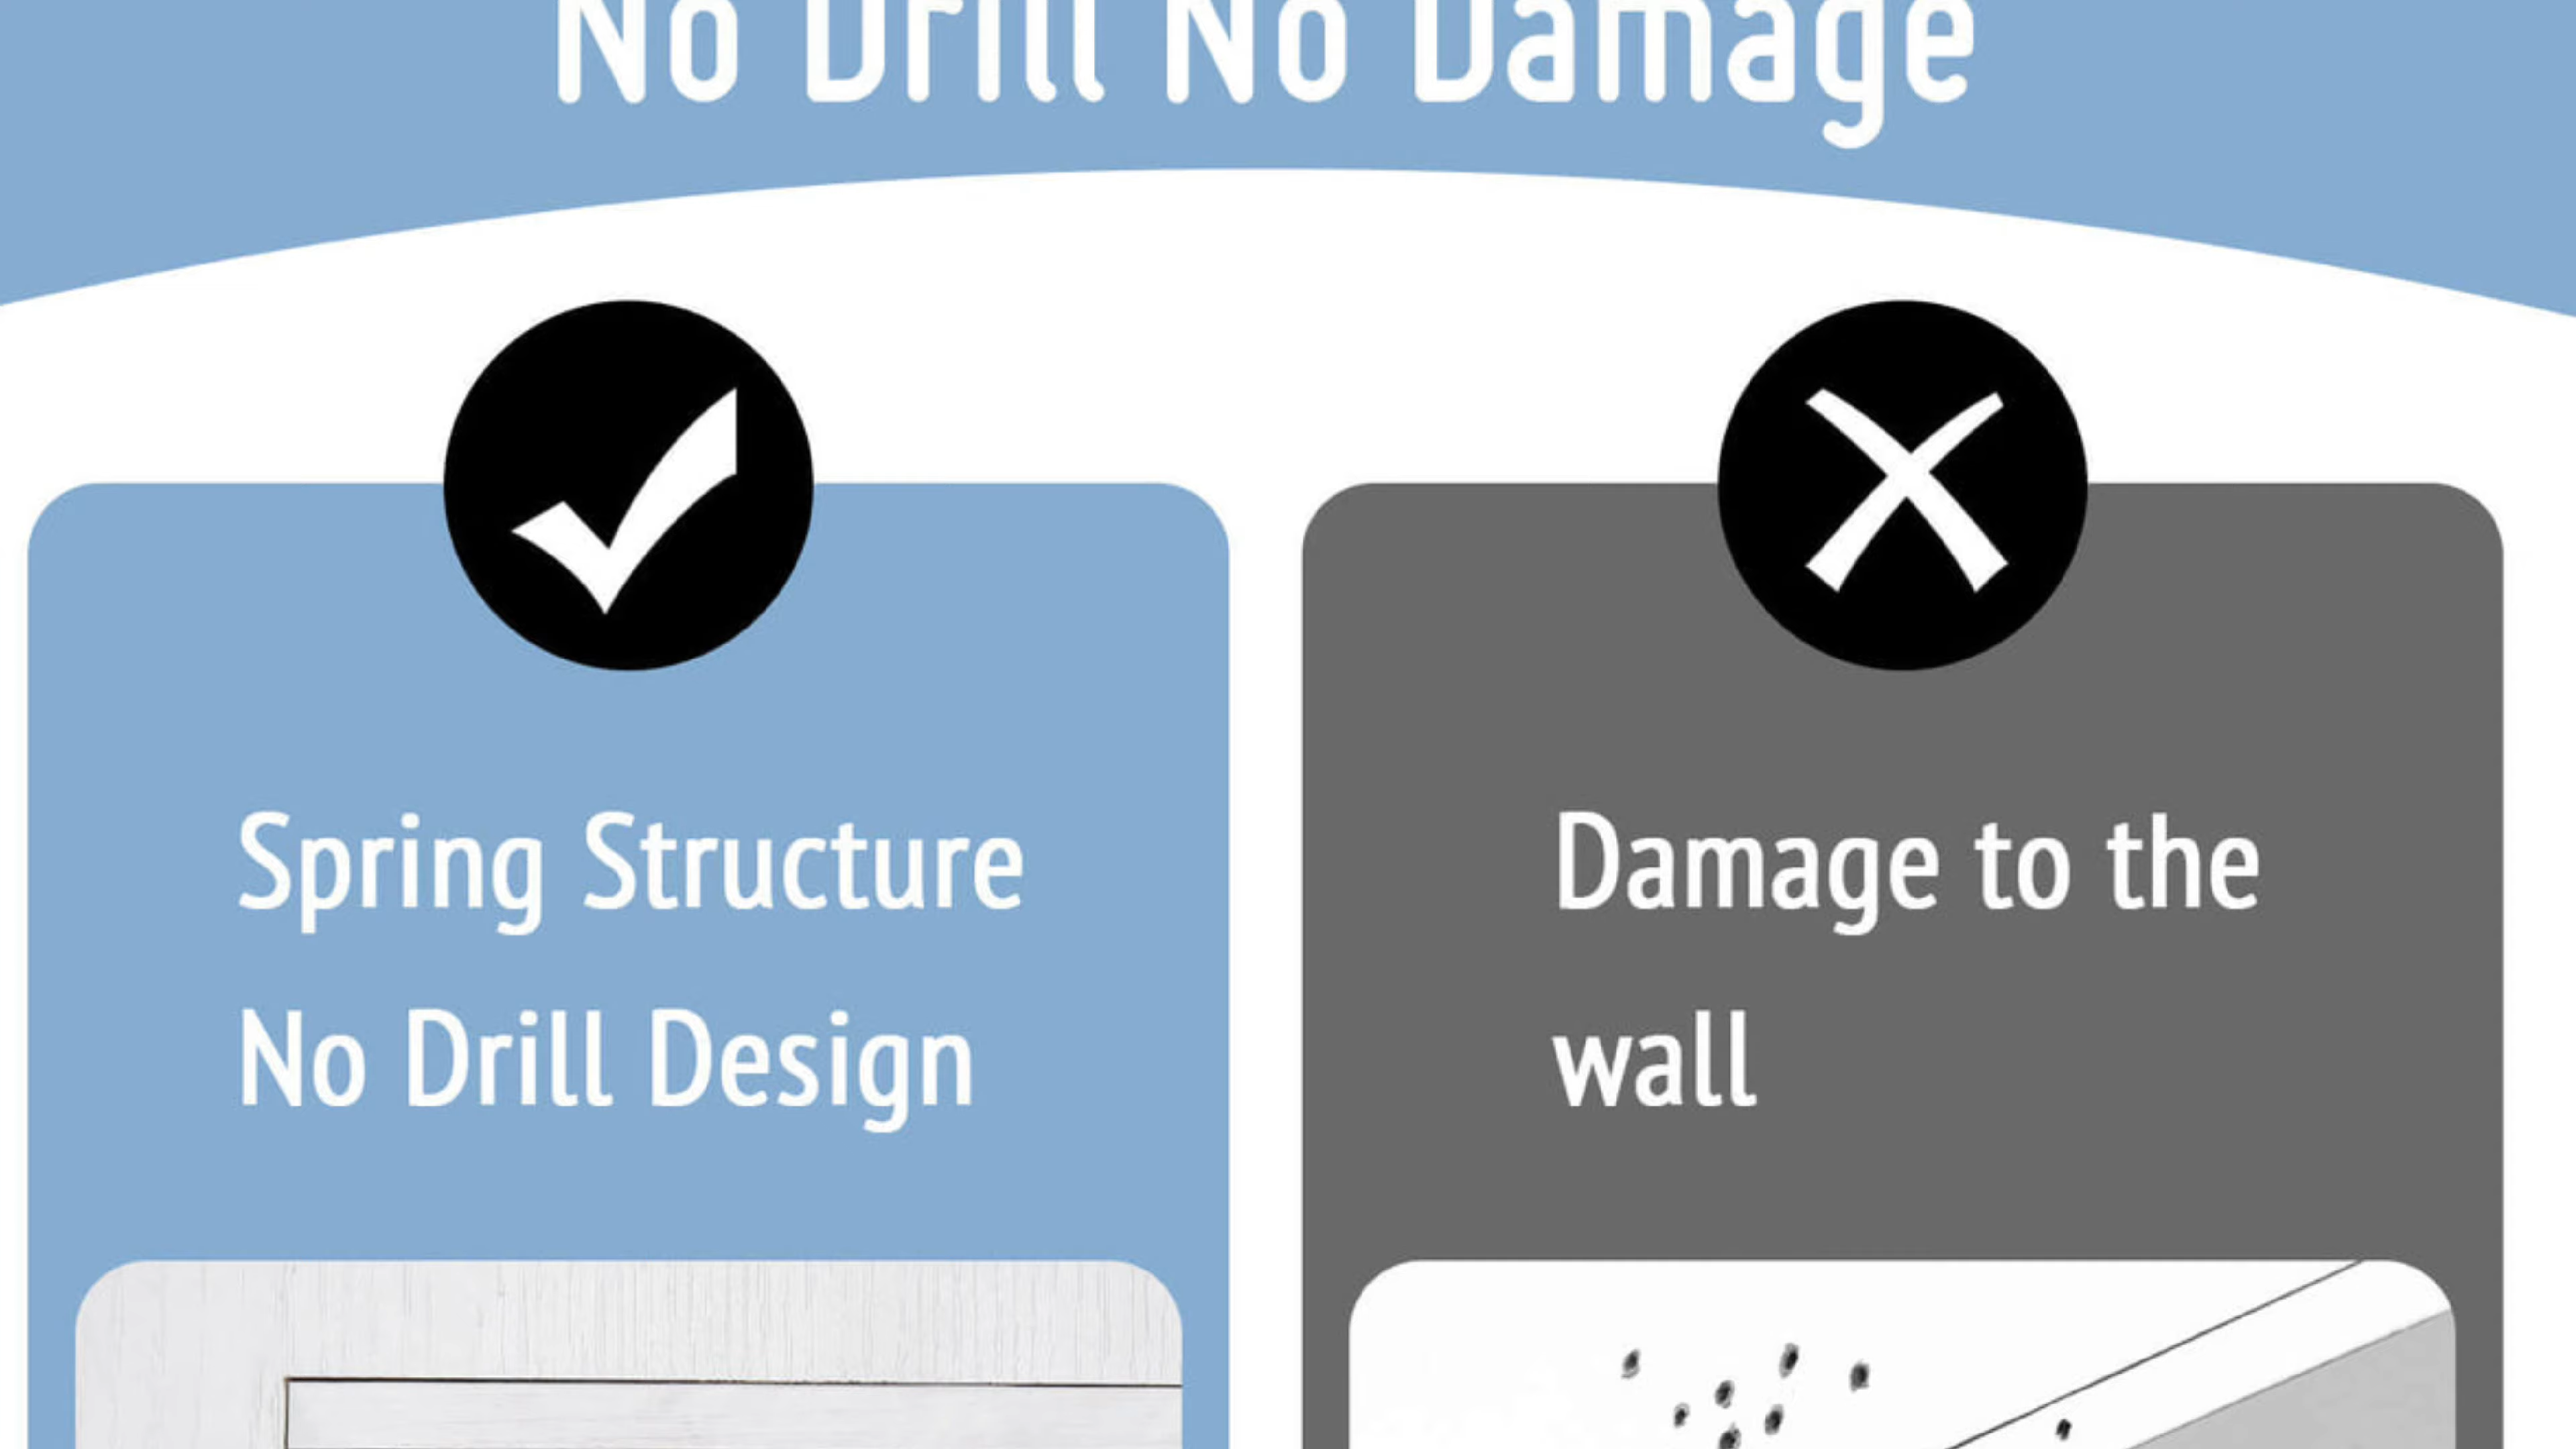 No Drill No Damage
Spring Structure
No Drill Design
Damage to the
wall